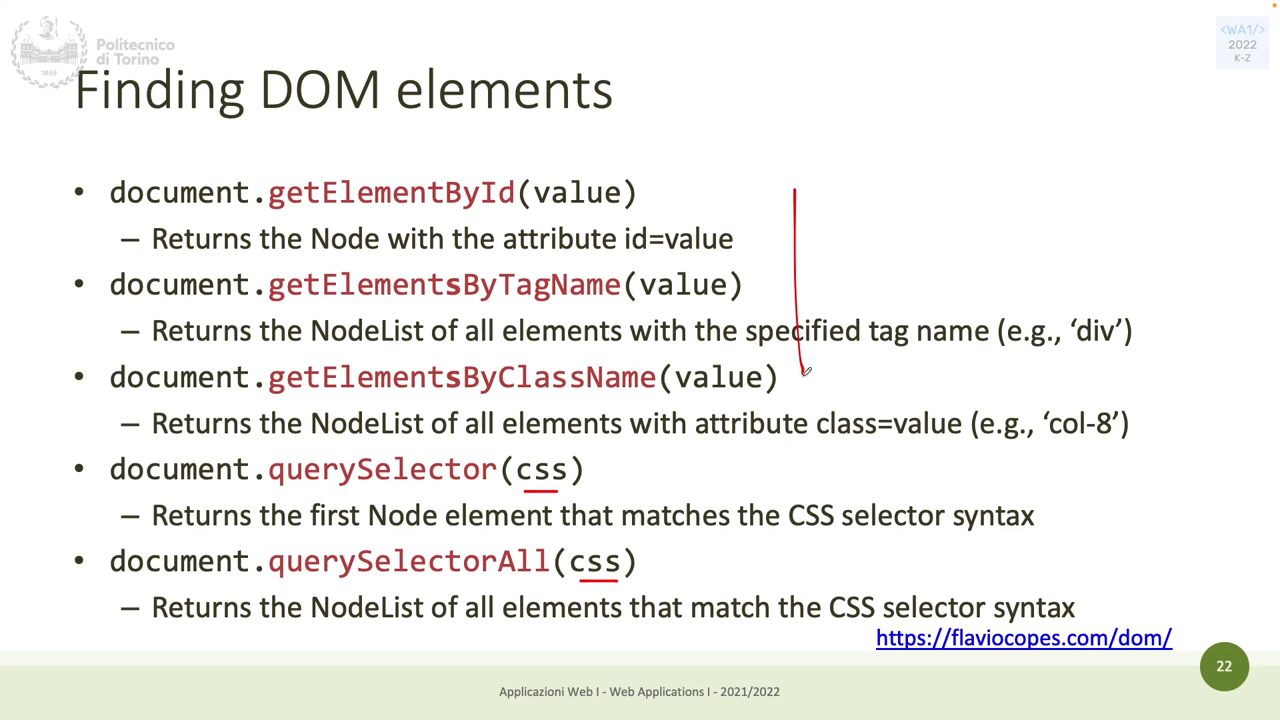 Politecnico
di Torino
1859
<WA1/>
2022
K-Z
Finding DOM elements
• document.getElementById(value)
– Returns the Node with the attribute id=value
• document.getElementsByTagName(value)
– Returns the NodeList of all elements with the specified tag name (e.g., ‘div’)
• document.getElementsByClassName(value)
– Returns the NodeList of all elements with attribute class=value (e.g., ‘col-8’)
• document.querySelector(css)
– Returns the first Node element that matches the CSS selector syntax
• document.querySelectorAll(css)
– Returns the NodeList of all elements that match the CSS selector syntax
https://flaviocopes.com/dom/
22
Applicazioni Web I - Web Applications I - 2021/2022